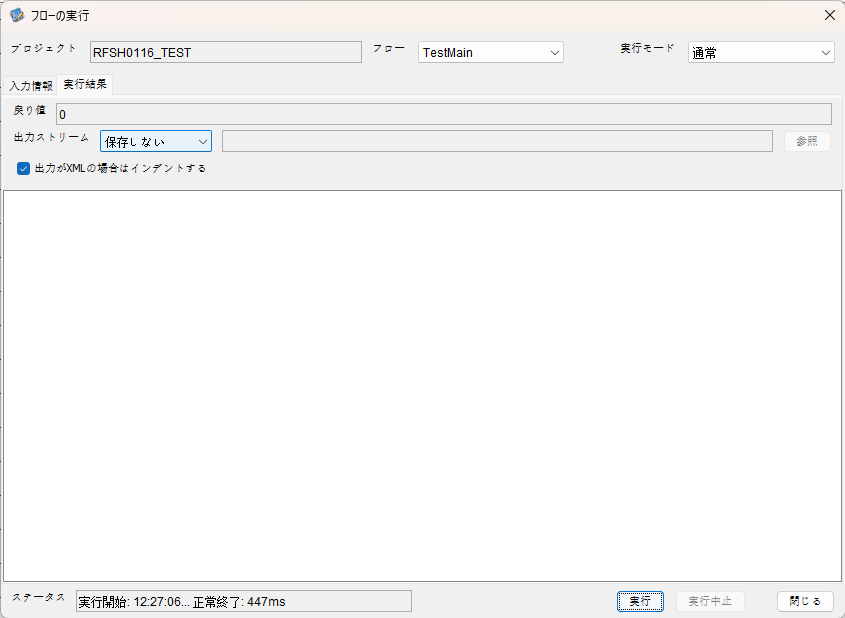 フローの実行
プロジェクト RFSH0116_TEST フロー TestMain 実行モード 通常
入力情報 実行結果
戻り値 0
出力ストリーム 保存しない 参照
出力がXMLの場合はインデントする
ステータス 実行開始: 12:27:06... 正常終了: 447ms 実行 実行中止 閉じる